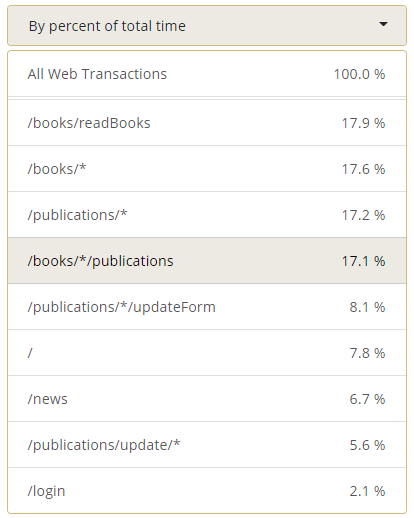 By percent of total time
All Web Transactions 100.0 %
/books/readBooks 17.9 %
/books/* 17.6 %
/publications/* 17.2 %
/books/*/publications 17.1 %
/publications/*/updateForm 8.1 %
/ 7.8 %
/news 6.7 %
/publications/update/* 5.6 %
/login 2.1 %